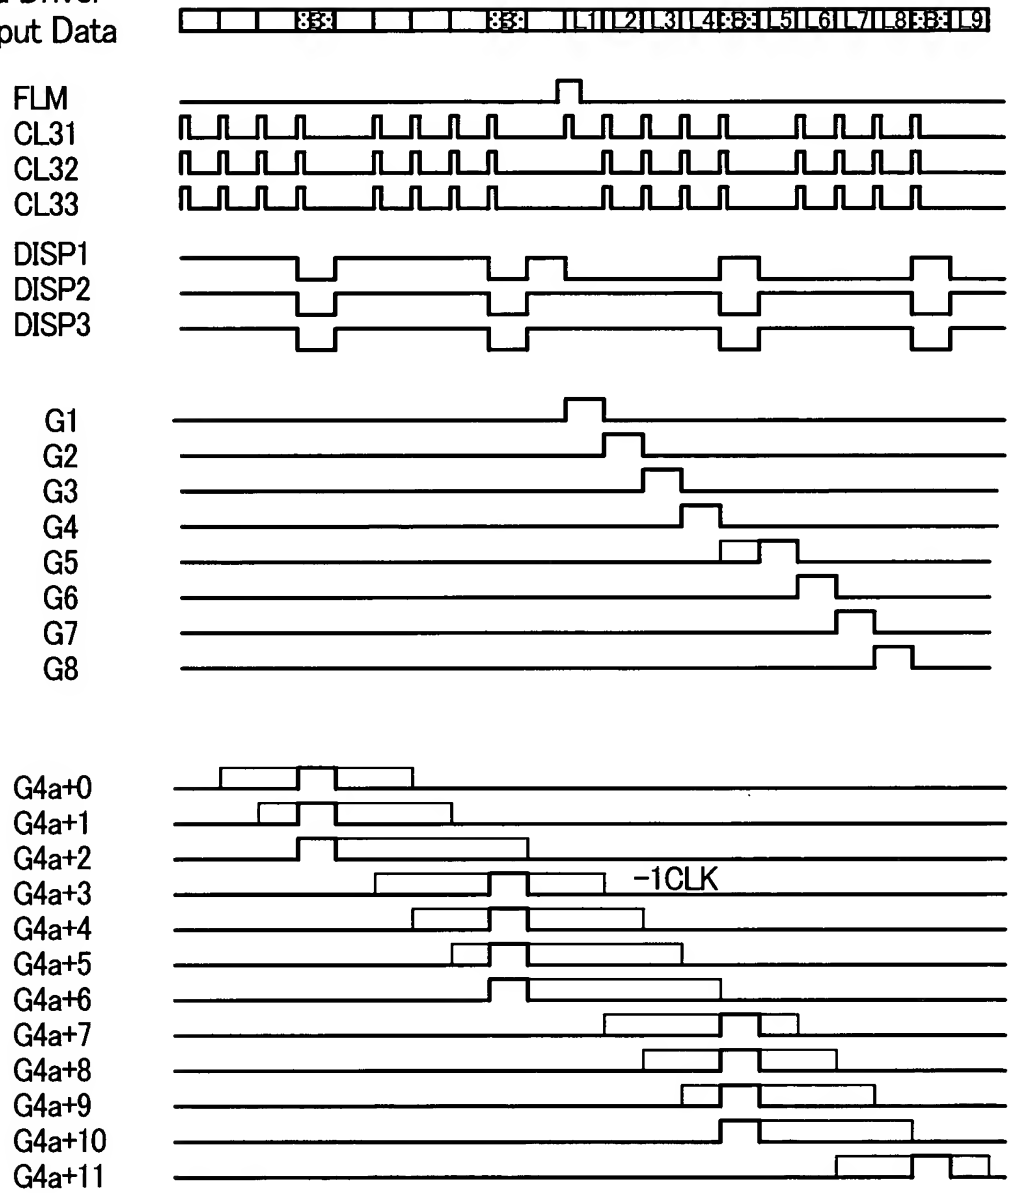 Driver
put Data
B B L1 L2 L3 L4 B L5 L6 L7 L8 B L9
FLM
CL31
CL32
CL33
DISP1
DISP2
DISP3
G1
G2
G3
G4
G5
G6
G7
G8
G4a+0
G4a+1
G4a+2
G4a+3 -1CLK
G4a+4
G4a+5
G4a+6
G4a+7
G4a+8
G4a+9
G4a+10
G4a+11